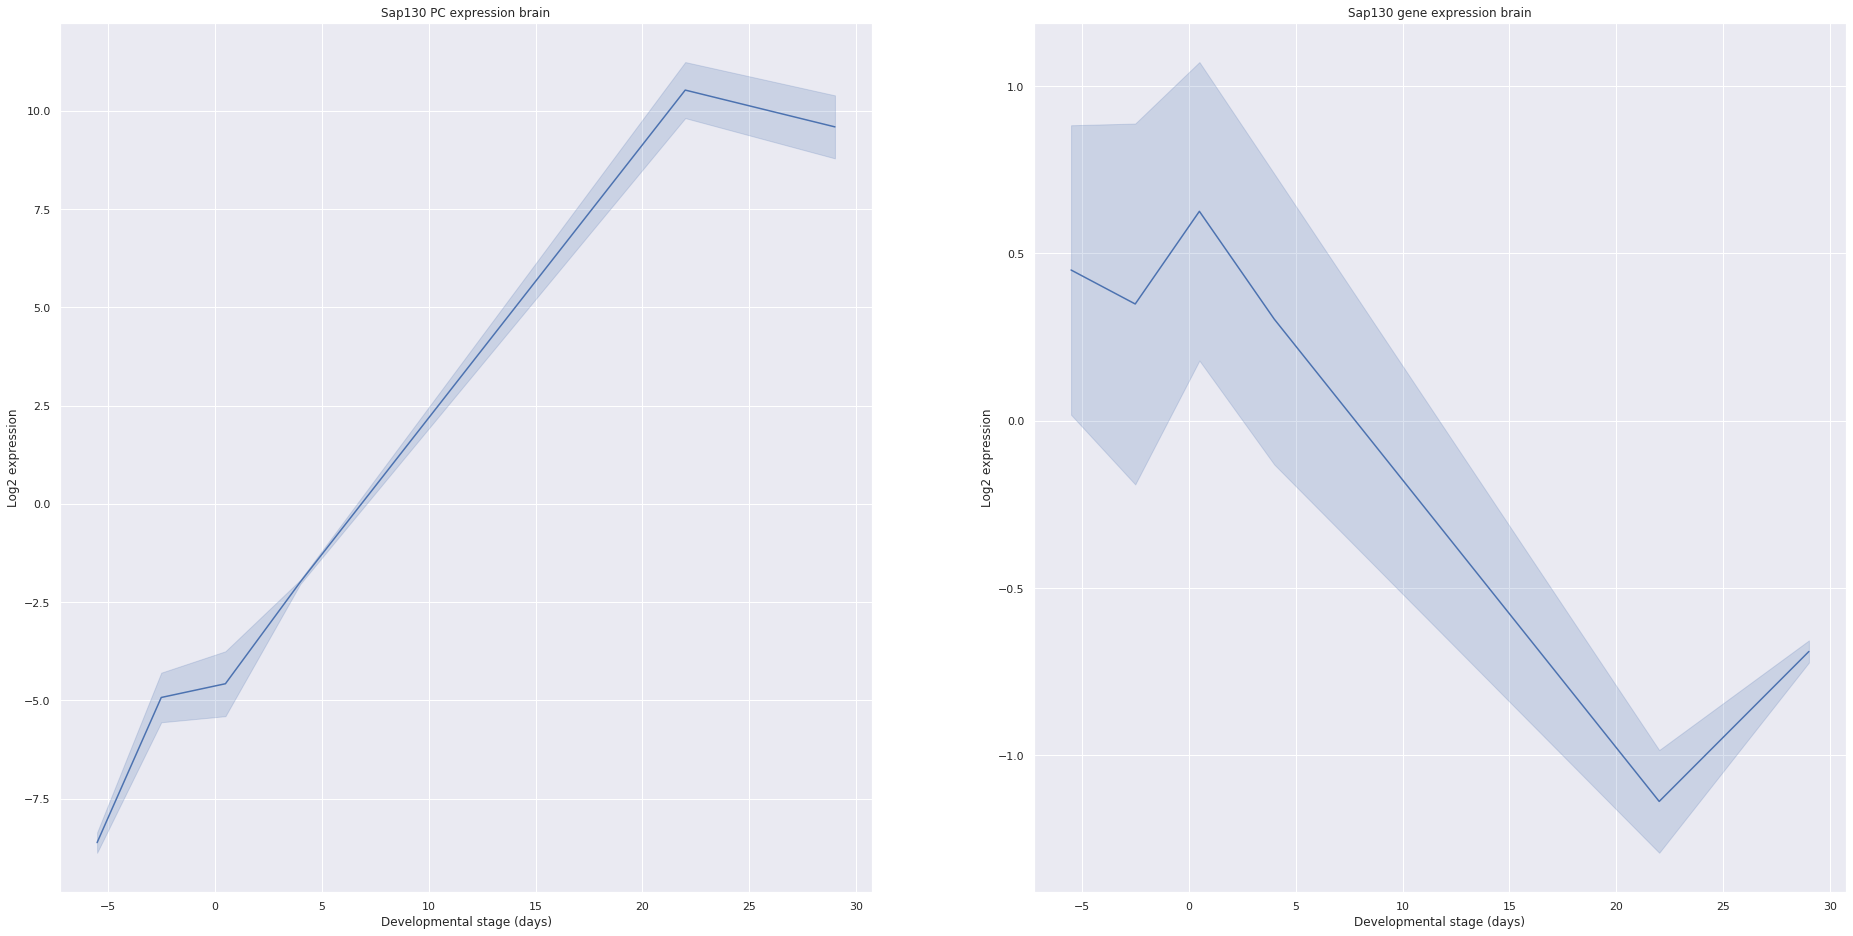 Sap130 PC expression brain
Log2 expression
10.0
7.5
5.0
2.5
0.0
−2.5
−5.0
−7.5
−5 0 5 10 15 20 25 30
Developmental stage (days)
Sap130 gene expression brain
Log2 expression
1.0
0.5
0.0
−0.5
−1.0
−5 0 5 10 15 20 25 30
Developmental stage (days)